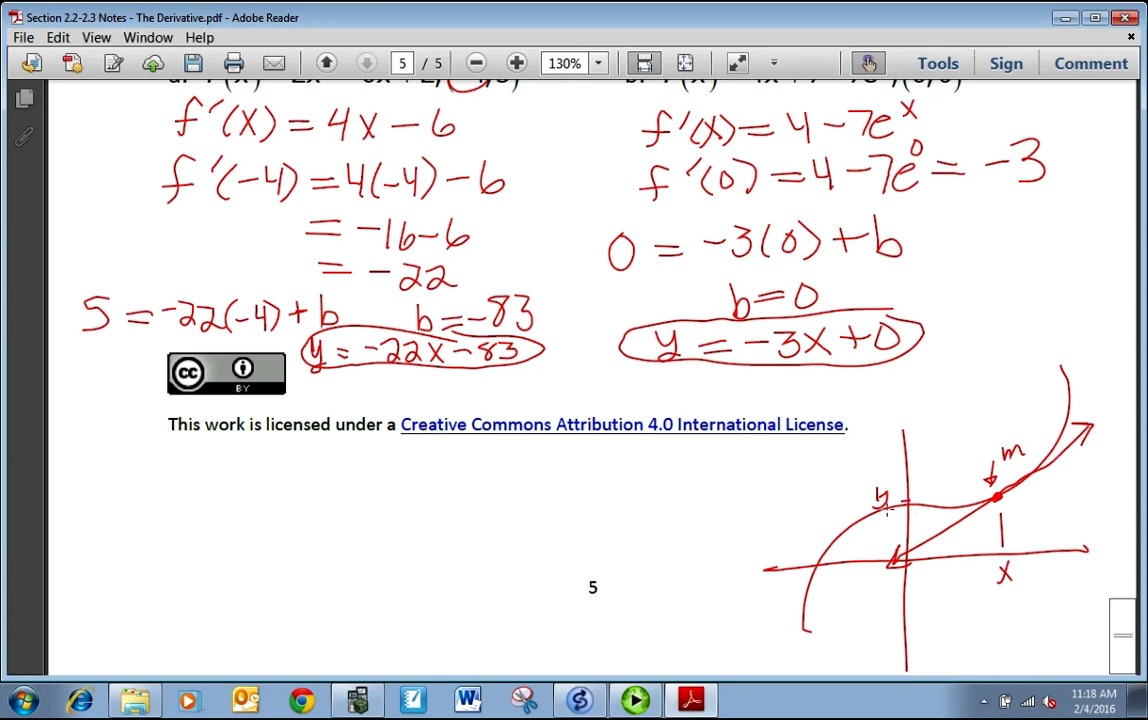 Section 2.2-2.3 Notes - The Derivative.pdf - Adobe Reader
File Edit View Window Help
5 / 5 130% Tools Sign Comment
f'(x) = 4x - 6
f'(-4) = 4(-4) - 6
= -16 - 6
= -22
5 = -22(-4) + b b = -83
y = -22x - 83
f'(x) = 4 - 7e^x
f'(0) = 4 - 7e^0 = -3
0 = -3(0) + b
b = 0
y = -3x + 0
CC BY
This work is licensed under a Creative Commons Attribution 4.0 International License.
m
y
x
5
11:18 AM
2/4/2016